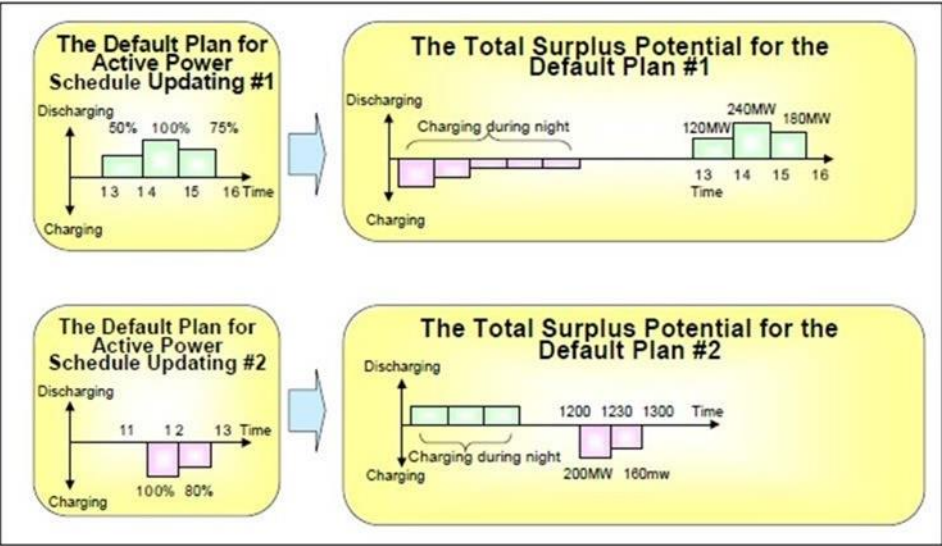 The Default Plan for
Active Power
Schedule Updating #1
Discharging
50% 100% 75%
13 14 15 16 Time
Charging
The Total Surplus Potential for the
Default Plan #1
Discharging
Charging during night
120MW 240MW 180MW
13 14 15 16
Time
Charging
The Default Plan for
Active Power
Schedule Updating #2
Discharging
11 12 13 Time
100% 80%
Charging
The Total Surplus Potential for the
Default Plan #2
Discharging
1200 1230 1300 Time
Charging during night
Charging
200MW 160mw